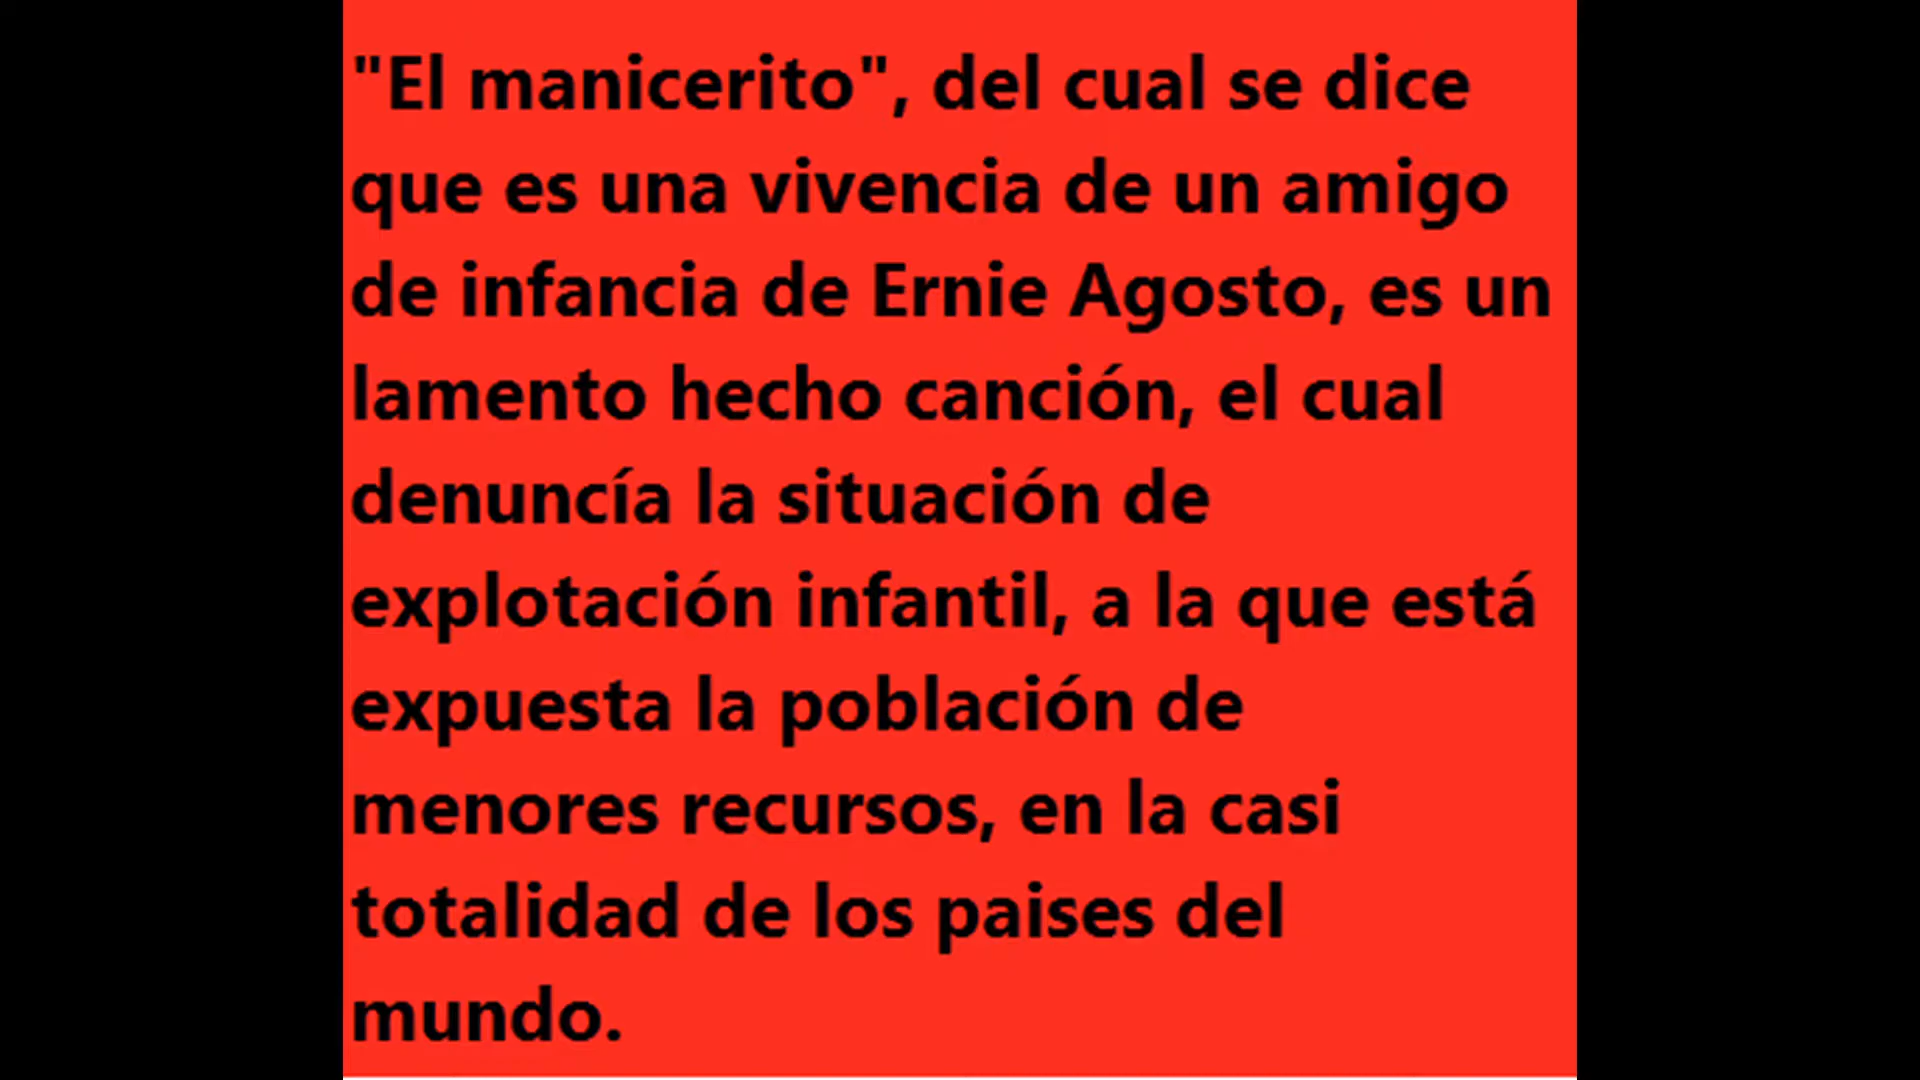 "El manicerito", del cual se dice
que es una vivencia de un amigo
de infancia de Ernie Agosto, es un
lamento hecho canción, el cual
denuncía la situación de
explotación infantil, a la que está
expuesta la población de
menores recursos, en la casi
totalidad de los paises del
mundo.